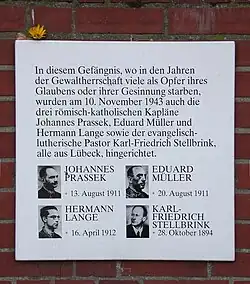 In diesem Gefängnis, wo in den Jahren
der Gewaltherrschaft viele als Opfer ihres
Glaubens oder ihrer Gesinnung starben,
wurden am 10. November 1943 auch die
drei römisch-katholischen Kapläne
Johannes Prassek, Eduard Müller und
Hermann Lange sowie der evangelisch-
lutherische Pastor Karl-Friedrich Stellbrink,
alle aus Lübeck, hingerichtet.
JOHANNES
PRASSEK
* 13. August 1911
EDUARD
MÜLLER
* 20. August 1911
HERMANN
LANGE
* 16. April 1912
KARL-
FRIEDRICH
STELLBRINK
* 28. Oktober 1894